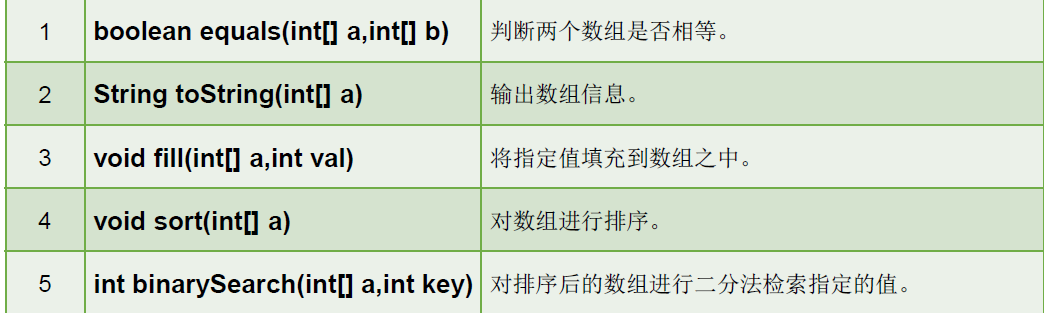 1 boolean equals(int[] a,int[] b) 判断两个数组是否相等。
2 String toString(int[] a) 输出数组信息。
3 void fill(int[] a,int val) 将指定值填充到数组之中。
4 void sort(int[] a) 对数组进行排序。
5 int binarySearch(int[] a,int key) 对排序后的数组进行二分法检索指定的值。